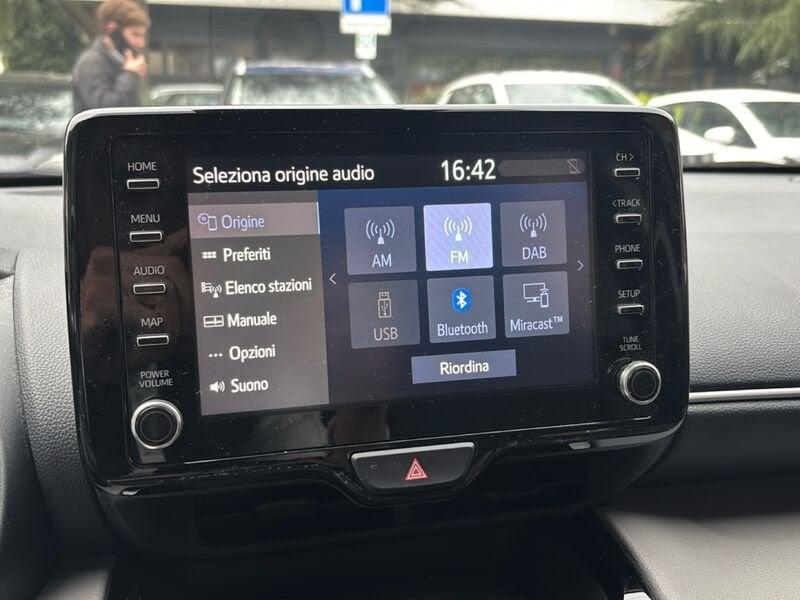 HOME
MENU
AUDIO
MAP
POWER
VOLUME
Seleziona origine audio 16:42
Origine
Preferiti
Elenco stazioni
Manuale
Opzioni
Suono
AM FM DAB
USB Bluetooth Miracast™
Riordina
CH >
< TRACK
PHONE
SETUP
TUNE
SCROLL